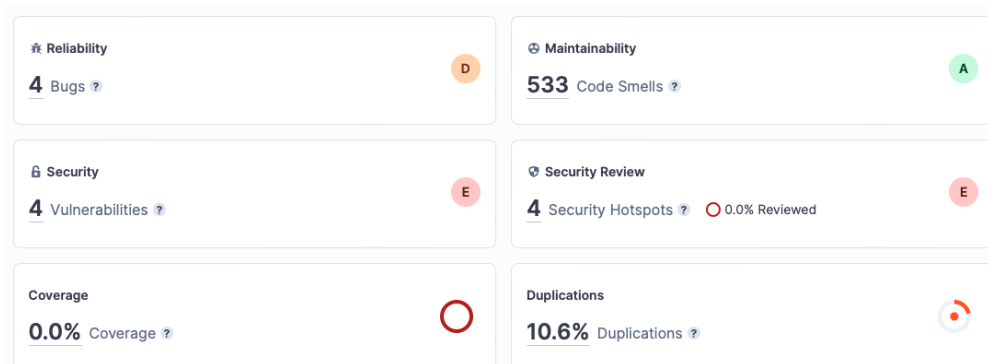 Reliability
4 Bugs ?
D
Maintainability
533 Code Smells ?
A
Security
4 Vulnerabilities ?
E
Security Review
4 Security Hotspots ? 0.0% Reviewed
E
Coverage
0.0% Coverage ?
Duplications
10.6% Duplications ?